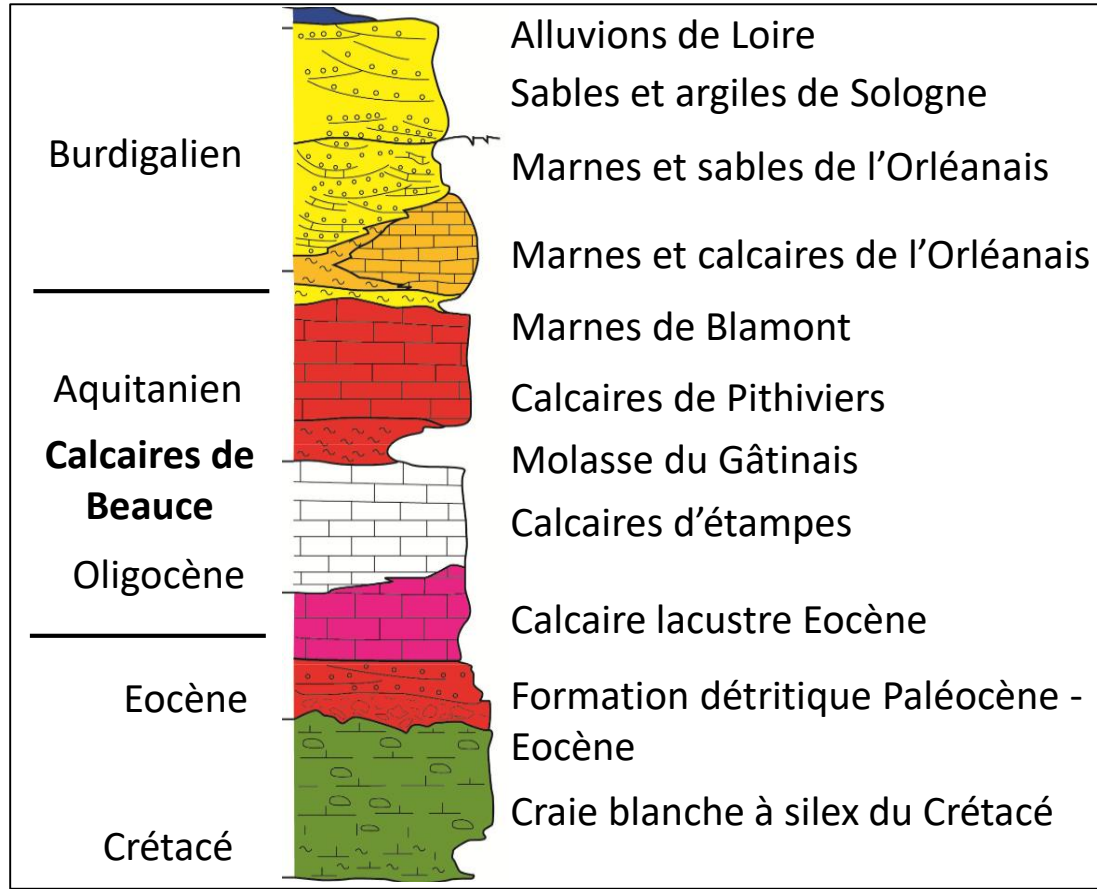 Alluvions de Loire
Sables et argiles de Sologne
Burdigalien
Marnes et sables de l’Orléanais
Marnes et calcaires de l’Orléanais
Marnes de Blamont
Aquitanien
Calcaires de Pithiviers
Calcaires de
Beauce
Molasse du Gâtinais
Calcaires d’étampes
Oligocène
Calcaire lacustre Eocène
Eocène
Formation détritique Paléocène -
Eocène
Craie blanche à silex du Crétacé
Crétacé